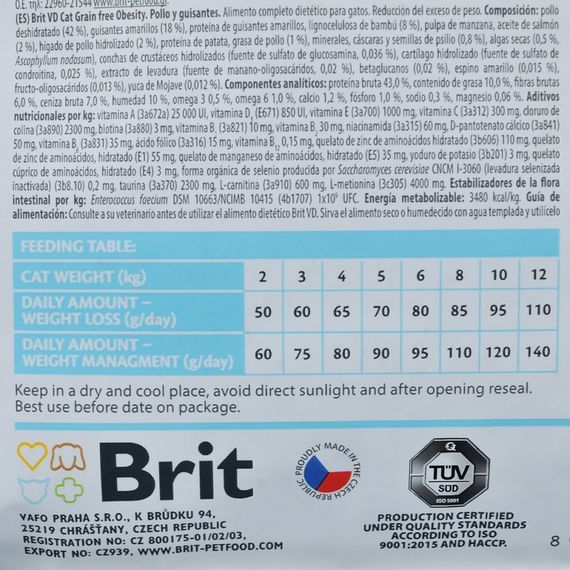 O.E. τηλ: 22960-21544 www.brit-petfood.gr
(ES) Brit VD Cat Grain free Obesity. Pollo y guisantes. Alimento completo dietético para gatos. Reducción del exceso de peso. Composición: pollo
deshidratado (42 %), guisantes amarillos (18 %), proteína de guisantes amarillos, lignocelulosa de bambú (8 %), pulpa de manzana, aceite de salmón
(2 %), hígado de pollo hidrolizado (2 %), proteína de patata, grasa de pollo (1 %), minerales, cáscaras y semillas de psilio (0,8 %), algas secas (0,5 %,
Ascophyllum nodosum), conchas de crustáceos hidrolizados (fuente de sulfato de glucosamina, 0,036 %), cartílago hidrolizado (fuente de sulfato de
condroitina, 0,025 %), extracto de levadura (fuente de manano-oligosacáridos, 0,02 %), betaglucanos (0,02 %), espino amarillo (0,015 %),
fructo-oligosacáridos (0,013 %), yuca de Mojave (0,012 %). Componentes analíticos: proteína bruta 43,0 %, contenido de grasa 10,0 %, fibras brutas
6,0 %, ceniza bruta 7,0 %, humedad 10 %, omega 3 0,5 %, omega 6 1,0 %, calcio 1,2 %, fósforo 1,0 %, sodio 0,3 %, magnesio 0,06 %. Aditivos
nutricionales por kg: vitamina A (3a672a) 25 000 UI, vitamina D₃ (E671) 850 UI, vitamina E (3a700) 1000 mg, vitamina C (3a312) 300 mg, cloruro de
colina (3a890) 2300 mg, biotina (3a880) 3 mg, vitamina B₁ (3a821) 10 mg, vitamina B₂ 30 mg, niacinamida (3a315) 60 mg, D-pantotenato cálcico (3a841)
50 mg, vitamina B₆ (3a831) 35 mg, ácido fólico (3a316) 15 mg, vitamina B₁₂ 0,15 mg, quelato de zinc de aminoácidos, hidratado (3b606) 110 mg, quelato
de zinc de aminoácidos, hidratado (E1) 55 mg, quelato de manganeso de aminoácidos, hidratado (E5) 35 mg, yoduro de potasio (3b201) 3 mg, quelato
cúprico de aminoácidos, hidratado (E4) 3 mg, forma orgánica de selenio producida por Saccharomyces cerevisiae CNCM I-3060 (levadura selenizada
inactivada) (3b8.10) 0,2 mg, taurina (3a370) 2300 mg, L-carnitina (3a910) 600 mg, L-metionina (3c305) 4000 mg. Estabilizadores de la flora
intestinal por kg: Enterococcus faecium DSM 10663/NCIMB 10415 (4b1707) 1x10⁹ UFC. Energía metabolizable: 3480 kcal/kg. Guía de
alimentación: Consulte a su veterinario antes de utilizar el alimento dietético Brit VD. Sirva el alimento seco o humedecido con agua templada y utilícelo
FEEDING TABLE:
CAT WEIGHT (kg) 2 3 4 5 6 8 10 12
DAILY AMOUNT –
WEIGHT LOSS (g/day) 50 60 65 70 80 85 95 110
DAILY AMOUNT –
WEIGHT MANAGMENT (g/day) 60 75 80 90 95 110 120 140
Keep in a dry and cool place, avoid direct sunlight and after opening reseal.
Best use before date on package.
Brit
PROUDLY MADE IN THE CZECH REPUBLIC
Q
TÜV
SÜD
ISO 9001
VAFO PRAHA S.R.O., K BRŮDKU 94,
25219 CHRÁŠŤANY, CZECH REPUBLIC
REGISTRATION NO: CZ 800175-01/02/03,
EXPORT NO: CZ939, WWW.BRIT-PETFOOD.COM
PRODUCTION CERTIFIED
UNDER QUALITY STANDARDS
ACCORDING TO ISO
9001:2015 AND HACCP.
8